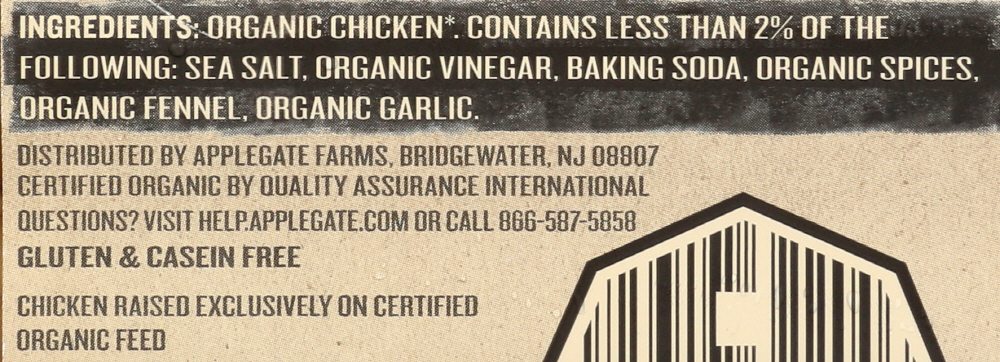 INGREDIENTS: ORGANIC CHICKEN*. CONTAINS LESS THAN 2% OF THE
FOLLOWING: SEA SALT, ORGANIC VINEGAR, BAKING SODA, ORGANIC SPICES,
ORGANIC FENNEL, ORGANIC GARLIC.
DISTRIBUTED BY APPLEGATE FARMS, BRIDGEWATER, NJ 08807
CERTIFIED ORGANIC BY QUALITY ASSURANCE INTERNATIONAL
QUESTIONS? VISIT HELP.APPLEGATE.COM OR CALL 866-587-5858
GLUTEN & CASEIN FREE
CHICKEN RAISED EXCLUSIVELY ON CERTIFIED
ORGANIC FEED